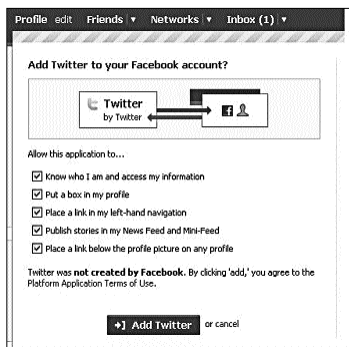 Profile edit Friends Networks Inbox (1)
Add Twitter to your Facebook account?
Twitter
by Twitter
Allow this application to...
Know who I am and access my information
Put a box in my profile
Place a link in my left-hand navigation
Publish stories in my News Feed and Mini-Feed
Place a link below the profile picture on any profile
Twitter was not created by Facebook. By clicking 'add,' you agree to the
Platform Application Terms of Use.
Add Twitter or cancel